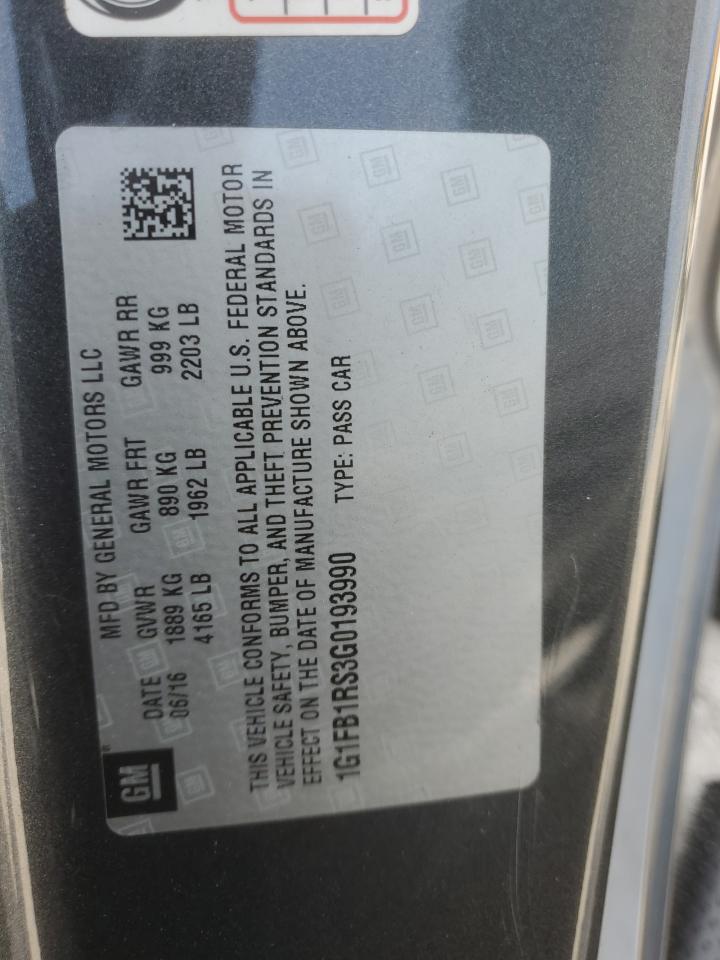 GM
MFD BY GENERAL MOTORS LLC
DATE GVWR GAWR FRT GAWR RR
06/16 1889 KG 890 KG 999 KG
4165 LB 1962 LB 2203 LB
THIS VEHICLE CONFORMS TO ALL APPLICABLE U.S. FEDERAL MOTOR
VEHICLE SAFETY, BUMPER, AND THEFT PREVENTION STANDARDS IN
EFFECT ON THE DATE OF MANUFACTURE SHOWN ABOVE.
1G1FB1RS3G0193990 TYPE: PASS CAR